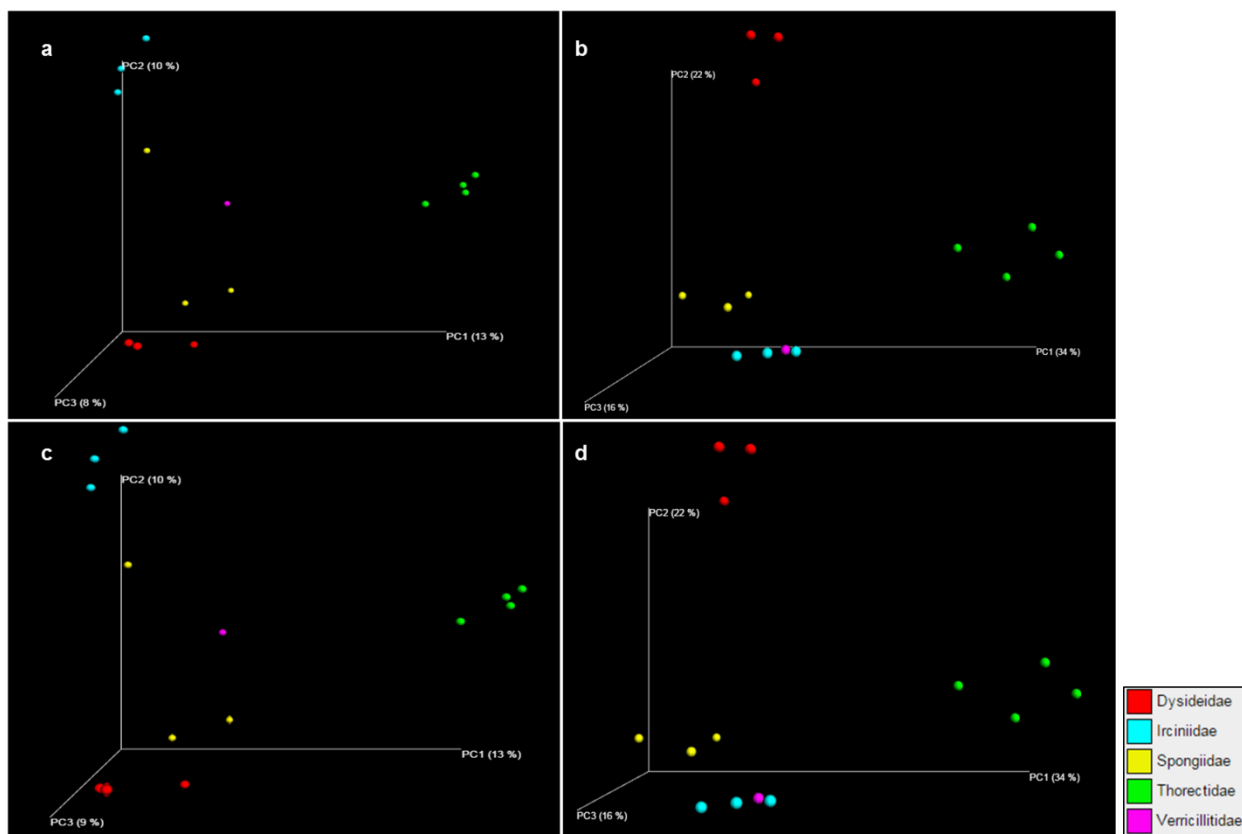 a
PC2 (10 %)
PC1 (13 %)
PC3 (8 %)
b
PC2 (22 %)
PC1 (34 %)
PC3 (16 %)
c
PC2 (10 %)
PC1 (13 %)
PC3 (9 %)
d
PC2 (22 %)
PC1 (34 %)
PC3 (16 %)
Dysideidae
Irciniidae
Spongiidae
Thorectidae
Verricillitidae